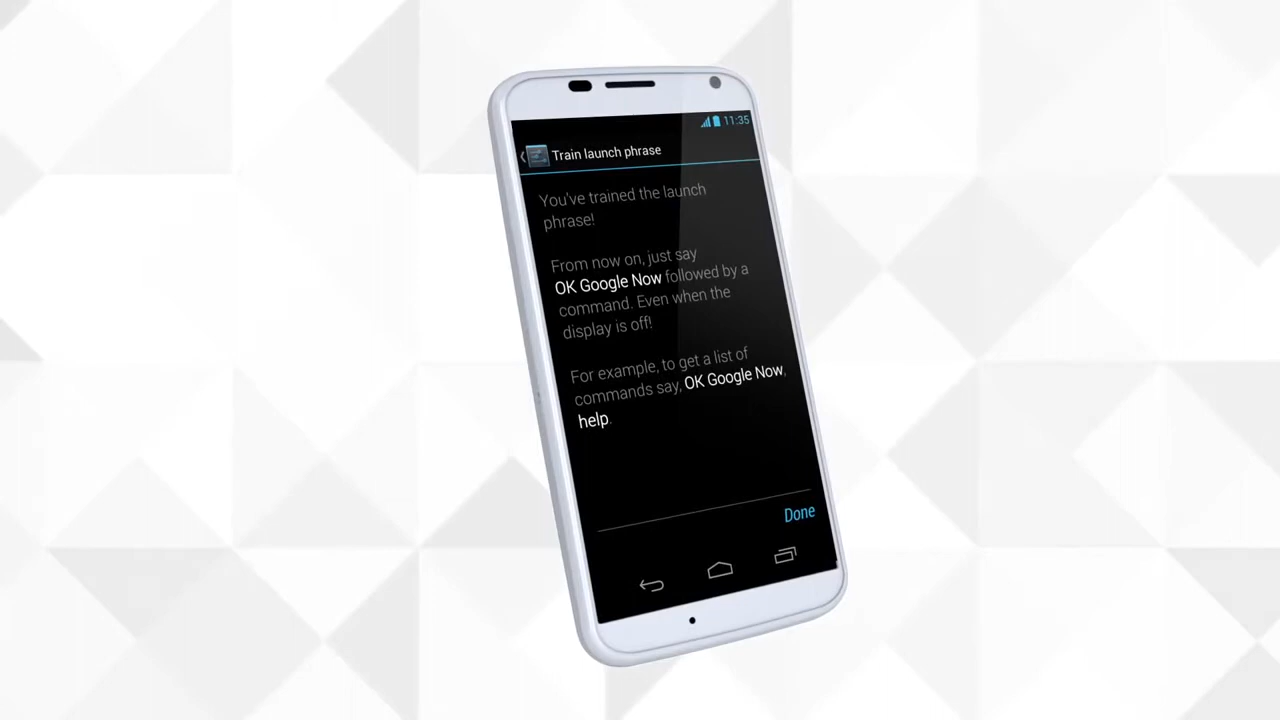 11:35
Train launch phrase
You've trained the launch
phrase!
From now on, just say
OK Google Now followed by a
command. Even when the
display is off!
For example, to get a list of
commands say, OK Google Now,
help.
Done